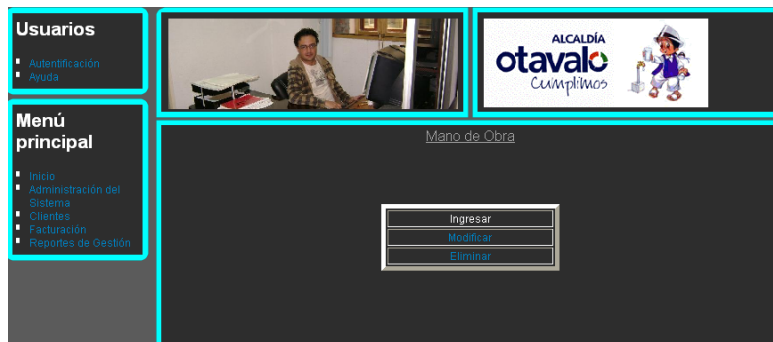 Usuarios
Autentificación
Ayuda
Menú
principal
Inicio
Administración del
Sistema
Clientes
Facturación
Reportes de Gestión
ALCALDÍA
otavalo
Cumplimos
Mano de Obra
Ingresar
Modificar
Eliminar